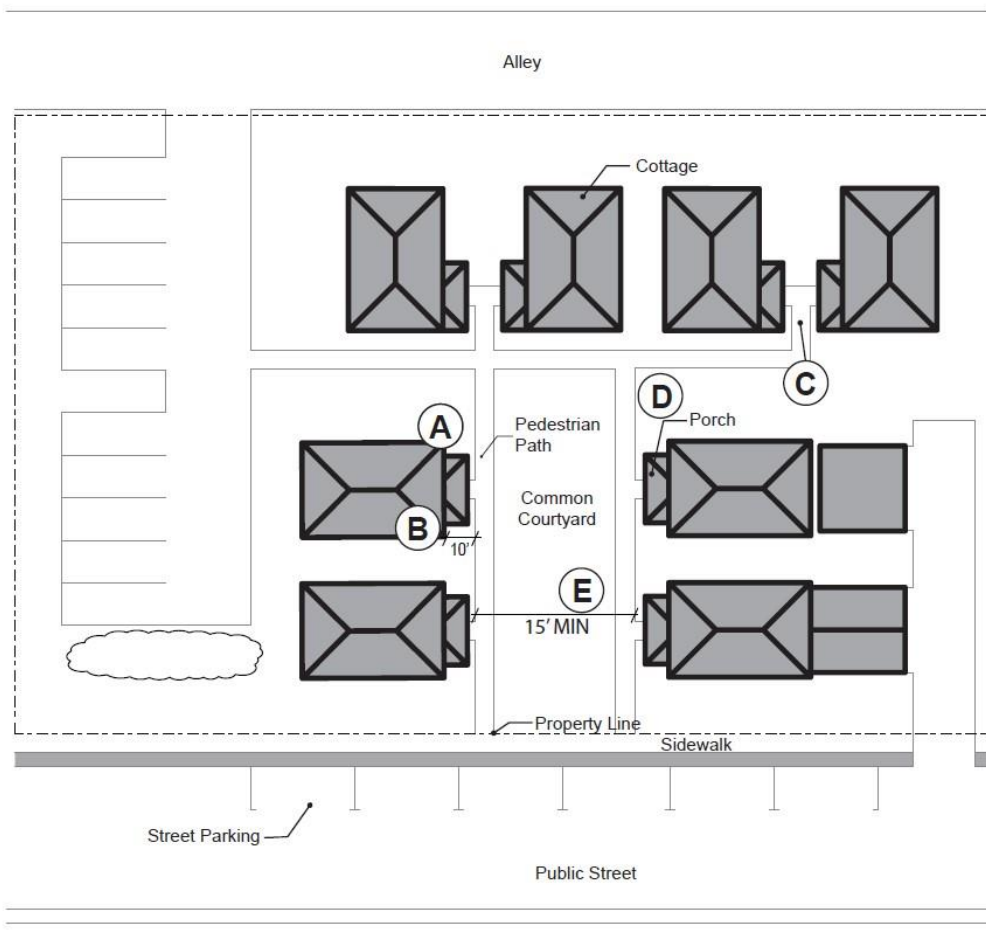 Alley
Cottage
C
D
A
Porch
Pedestrian
Path
Common
Courtyard
B
10'
E
15' MIN
Property Line
Sidewalk
Street Parking
Public Street